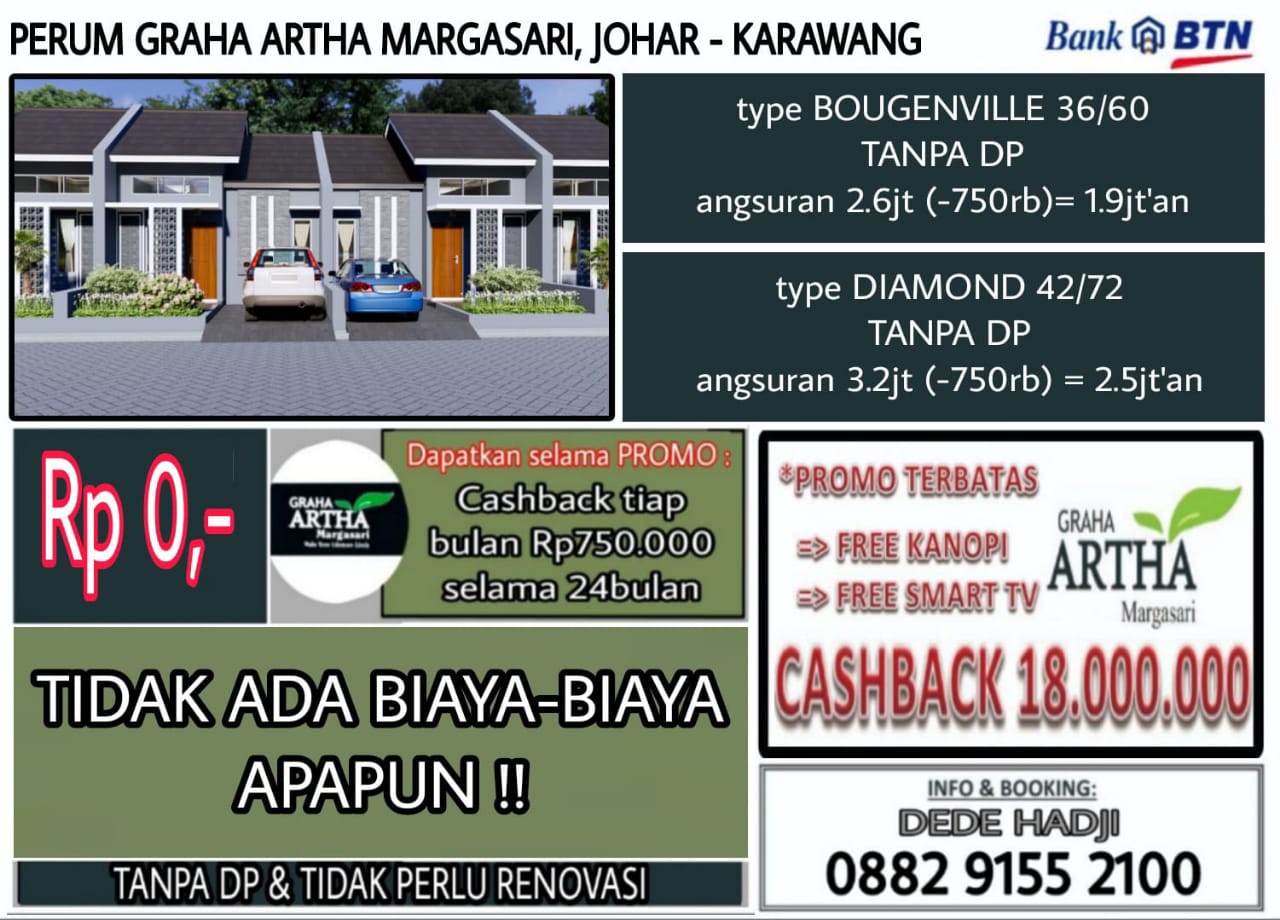 PERUM GRAHA ARTHA MARGASARI, JOHAR - KARAWANG
Bank BTN
type BOUGENVILLE 36/60
TANPA DP
angsuran 2.6jt (-750rb)= 1.9jt'an
type DIAMOND 42/72
TANPA DP
angsuran 3.2jt (-750rb) = 2.5jt'an
Rp 0,-
GRAHA
ARTHA
Margasari
Dapatkan selama PROMO :
Cashback tiap
bulan Rp750.000
selama 24bulan
*PROMO TERBATAS
=> FREE KANOPI
=> FREE SMART TV
GRAHA
ARTHA
Margasari
CASHBACK 18.000.000
TIDAK ADA BIAYA-BIAYA
APAPUN !!
TANPA DP & TIDAK PERLU RENOVASI
INFO & BOOKING:
DEDE HADJI
0882 9155 2100